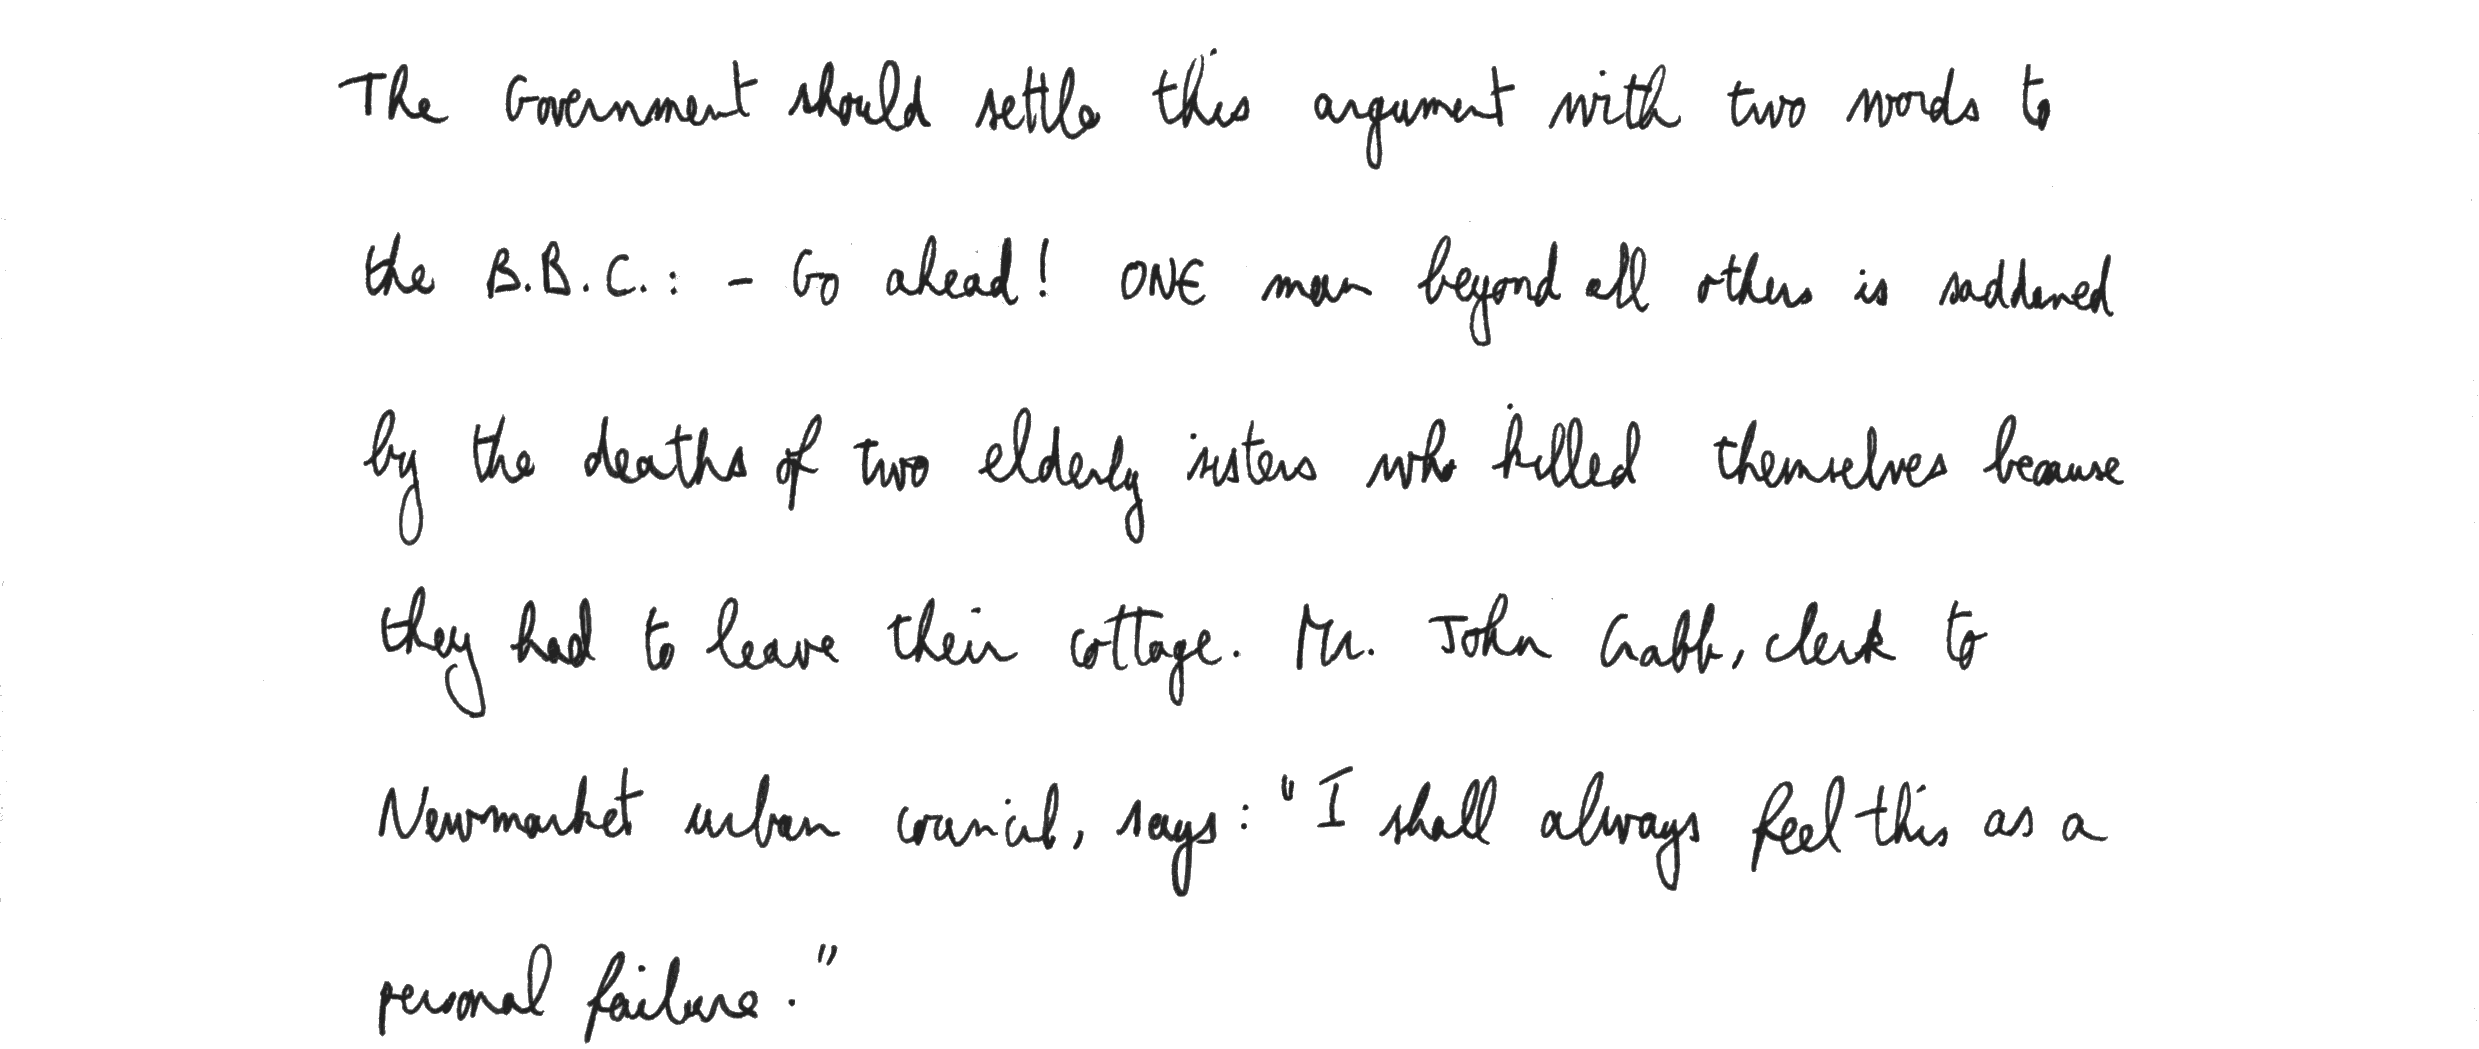 The Government should settle this argument with two words to
the B.B.C.: - Go ahead! ONE man beyond all others is saddened
by the deaths of two elderly sisters who killed themselves because
they had to leave their cottage. Mr. John Crabb, clerk to
Newmarket urban council, says: "I shall always feel this as a
personal failure."